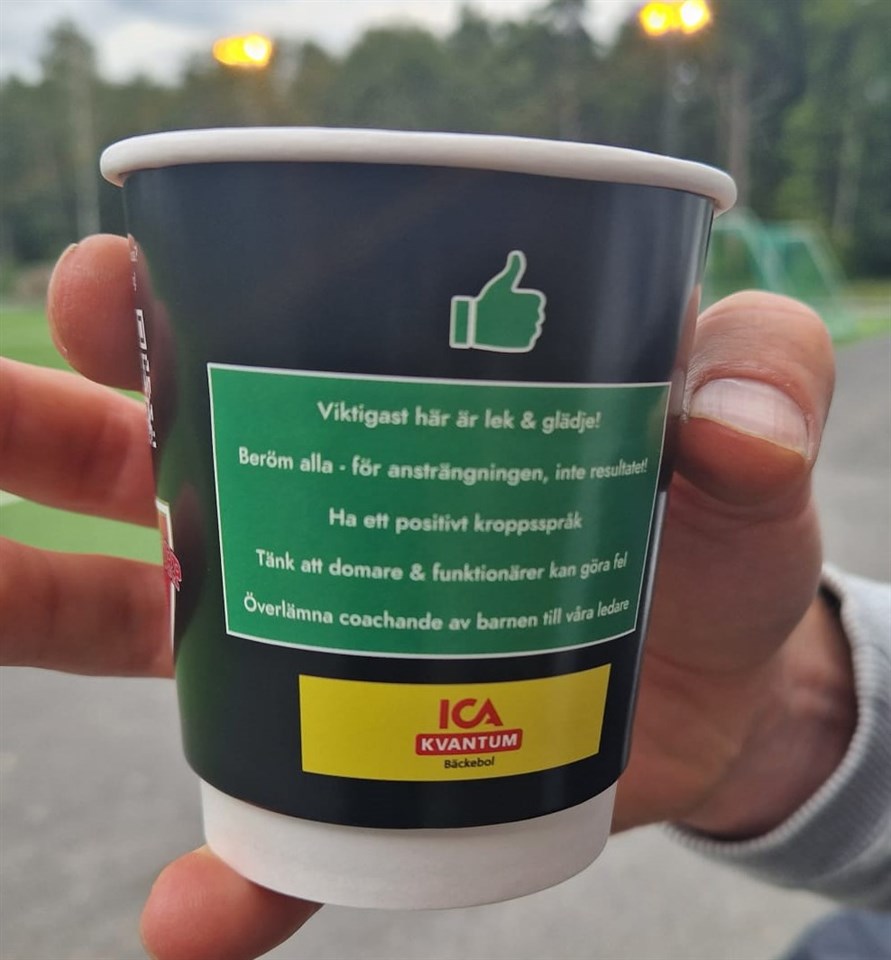 Viktigast här är lek & glädje!
Beröm alla - för ansträngningen, inte resultatet!
Ha ett positivt kroppsspråk
Tänk att domare & funktionärer kan göra fel
Överlämna coachande av barnen till våra ledare
ICA
KVANTUM
Bäckebol